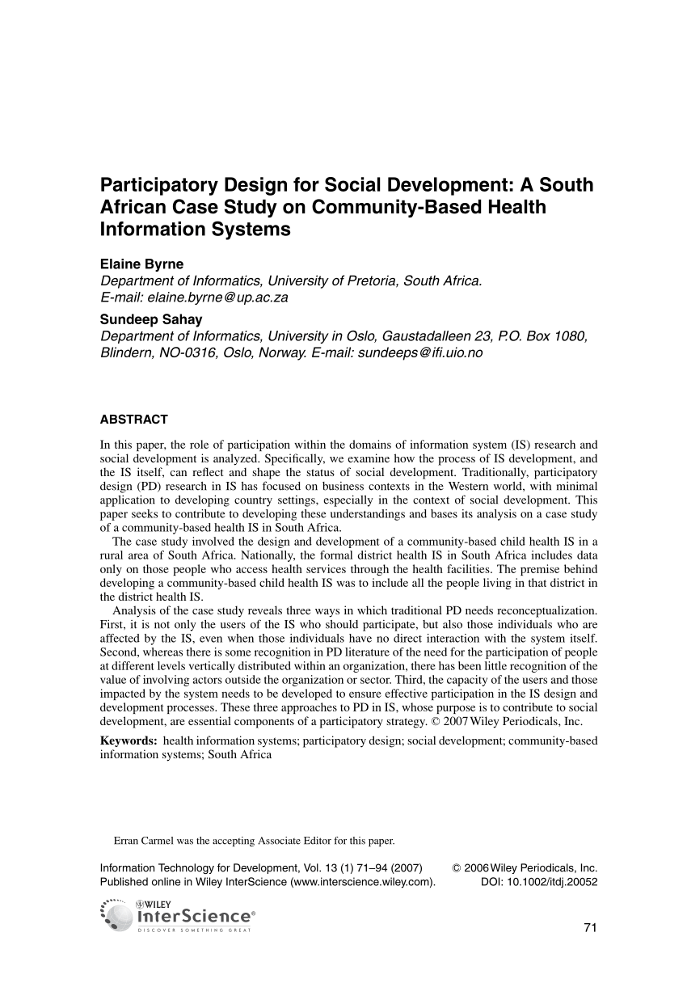 Participatory Design for Social Development: A South
African Case Study on Community-Based Health
Information Systems
Elaine Byrne
Department of Informatics, University of Pretoria, South Africa.
E-mail: elaine.byrne@up.ac.za
Sundeep Sahay
Department of Informatics, University in Oslo, Gaustadalleen 23, P.O. Box 1080,
Blindern, NO-0316, Oslo, Norway. E-mail: sundeeps@ifi.uio.no
ABSTRACT
In this paper, the role of participation within the domains of information system (IS) research and
social development is analyzed. Specifically, we examine how the process of IS development, and
the IS itself, can reflect and shape the status of social development. Traditionally, participatory
design (PD) research in IS has focused on business contexts in the Western world, with minimal
application to developing country settings, especially in the context of social development. This
paper seeks to contribute to developing these understandings and bases its analysis on a case study
of a community-based health IS in South Africa.
The case study involved the design and development of a community-based child health IS in a
rural area of South Africa. Nationally, the formal district health IS in South Africa includes data
only on those people who access health services through the health facilities. The premise behind
developing a community-based child health IS was to include all the people living in that district in
the district health IS.
Analysis of the case study reveals three ways in which traditional PD needs reconceptualization.
First, it is not only the users of the IS who should participate, but also those individuals who are
affected by the IS, even when those individuals have no direct interaction with the system itself.
Second, whereas there is some recognition in PD literature of the need for the participation of people
at different levels vertically distributed within an organization, there has been little recognition of the
value of involving actors outside the organization or sector. Third, the capacity of the users and those
impacted by the system needs to be developed to ensure effective participation in the IS design and
development processes. These three approaches to PD in IS, whose purpose is to contribute to social
development, are essential components of a participatory strategy. © 2007 Wiley Periodicals, Inc.
Keywords: health information systems; participatory design; social development; community-based
information systems; South Africa
Erran Carmel was the accepting Associate Editor for this paper.
Information Technology for Development, Vol. 13 (1) 71–94 (2007) © 2006 Wiley Periodicals, Inc.
Published online in Wiley InterScience (www.interscience.wiley.com). DOI: 10.1002/itdj.20052
WILEY
InterScience®
DISCOVER SOMETHING GREAT
71